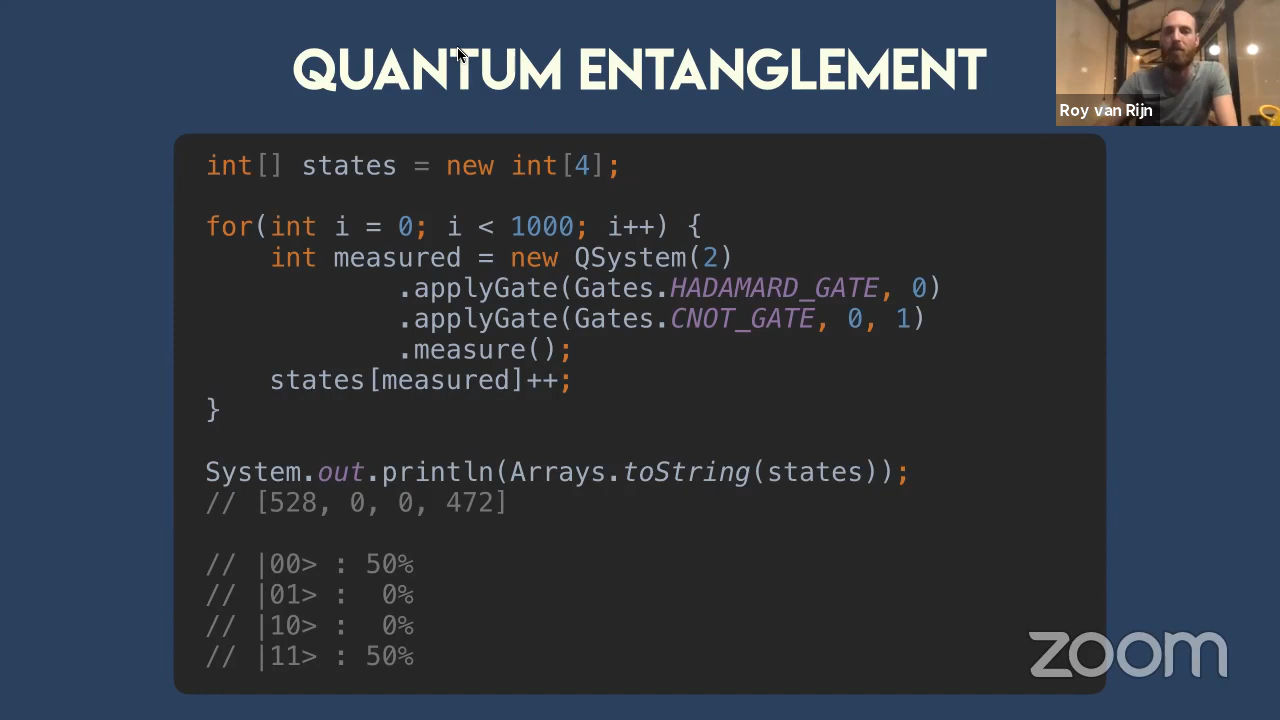 QUANTUM ENTANGLEMENT
Roy van Rijn
int[] states = new int[4];
for(int i = 0; i < 1000; i++) {
int measured = new QSystem(2)
.applyGate(Gates.HADAMARD_GATE, 0)
.applyGate(Gates.CNOT_GATE, 0, 1)
.measure();
states[measured]++;
}
System.out.println(Arrays.toString(states));
// [528, 0, 0, 472]
// |00> : 50%
// |01> :  0%
// |10> :  0%
// |11> : 50%
zoom